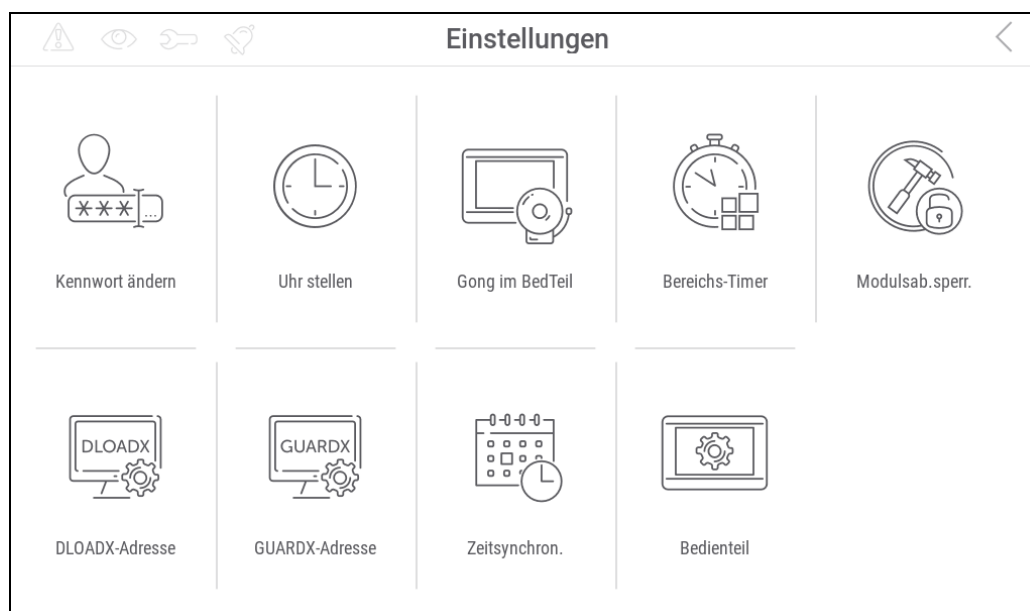 Einstellungen
Kennwort ändern
Uhr stellen
Gong im BedTeil
Bereichs-Timer
Modulsab.sperr.
DLOADX
GUARDX
DLOADX-Adresse
GUARDX-Adresse
Zeitsynchron.
Bedienteil